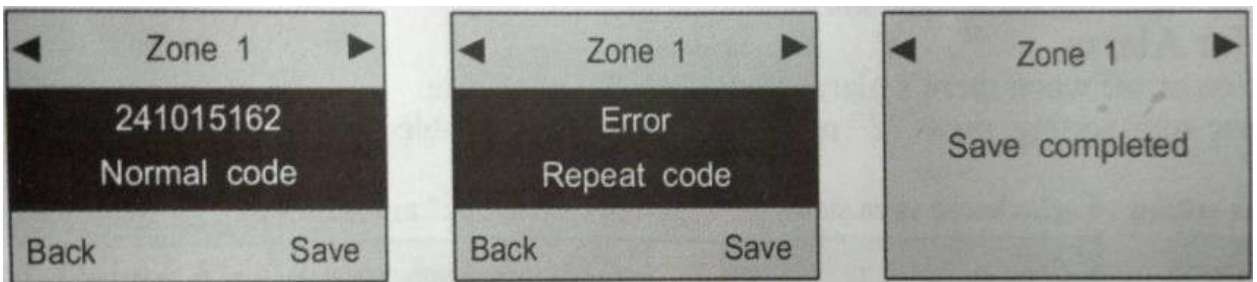 Zone 1
241015162
Normal code
Back Save
Zone 1
Error
Repeat code
Back Save
Zone 1
Save completed